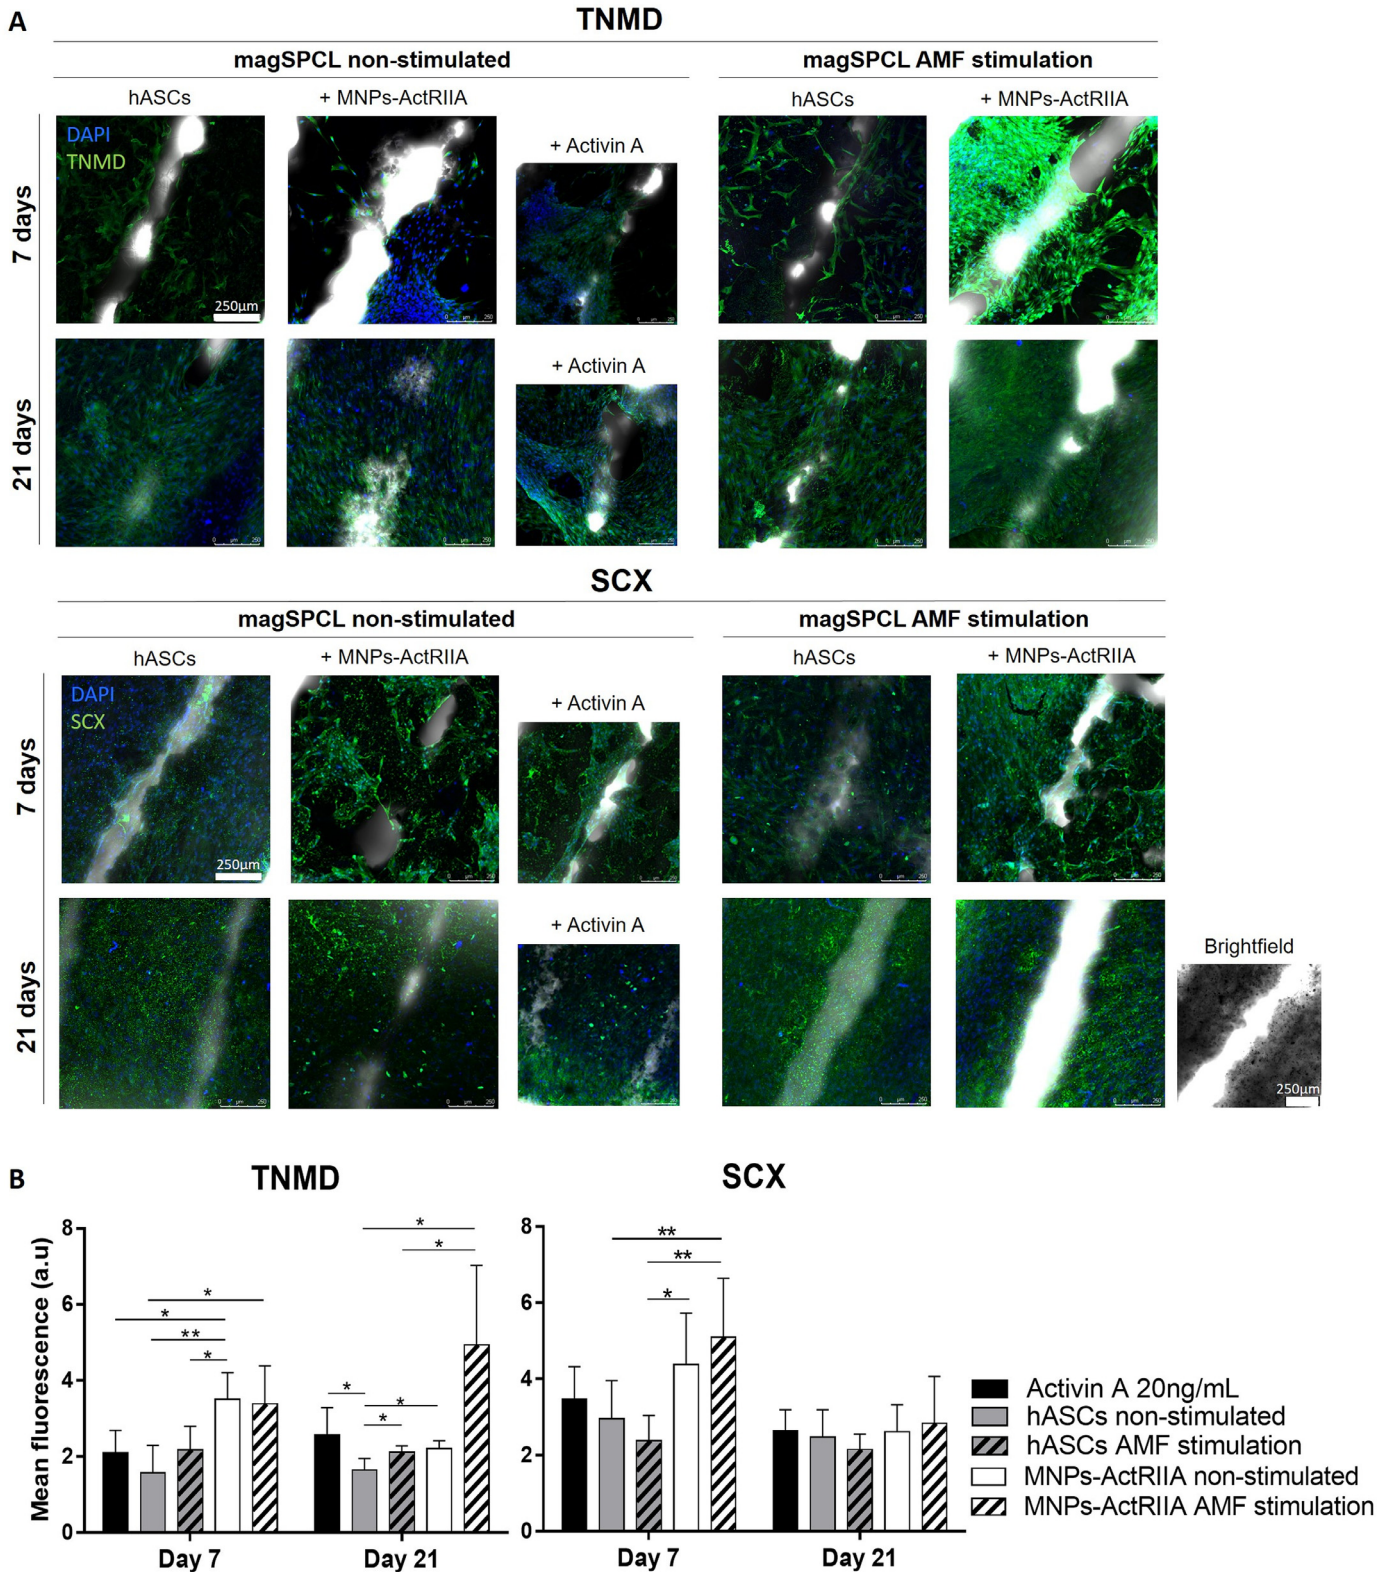 A
TNMD
magSPCL non-stimulated
magSPCL AMF stimulation
hASCs
+ MNPs-ActRIIA
+ Activin A
hASCs
+ MNPs-ActRIIA
DAPI
TNMD
250µm
7 days
+ Activin A
21 days
SCX
magSPCL non-stimulated
magSPCL AMF stimulation
hASCs
+ MNPs-ActRIIA
+ Activin A
hASCs
+ MNPs-ActRIIA
DAPI
SCX
250µm
7 days
+ Activin A
21 days
Brightfield
250µm
B
TNMD
SCX
Mean fluorescence (a.u)
8
6
4
2
0
* * ** *
* * * * *
Day 7
Day 21
8
6
4
2
0
** ** *
Day 7
Day 21
Activin A 20ng/mL
hASCs non-stimulated
hASCs AMF stimulation
MNPs-ActRIIA non-stimulated
MNPs-ActRIIA AMF stimulation